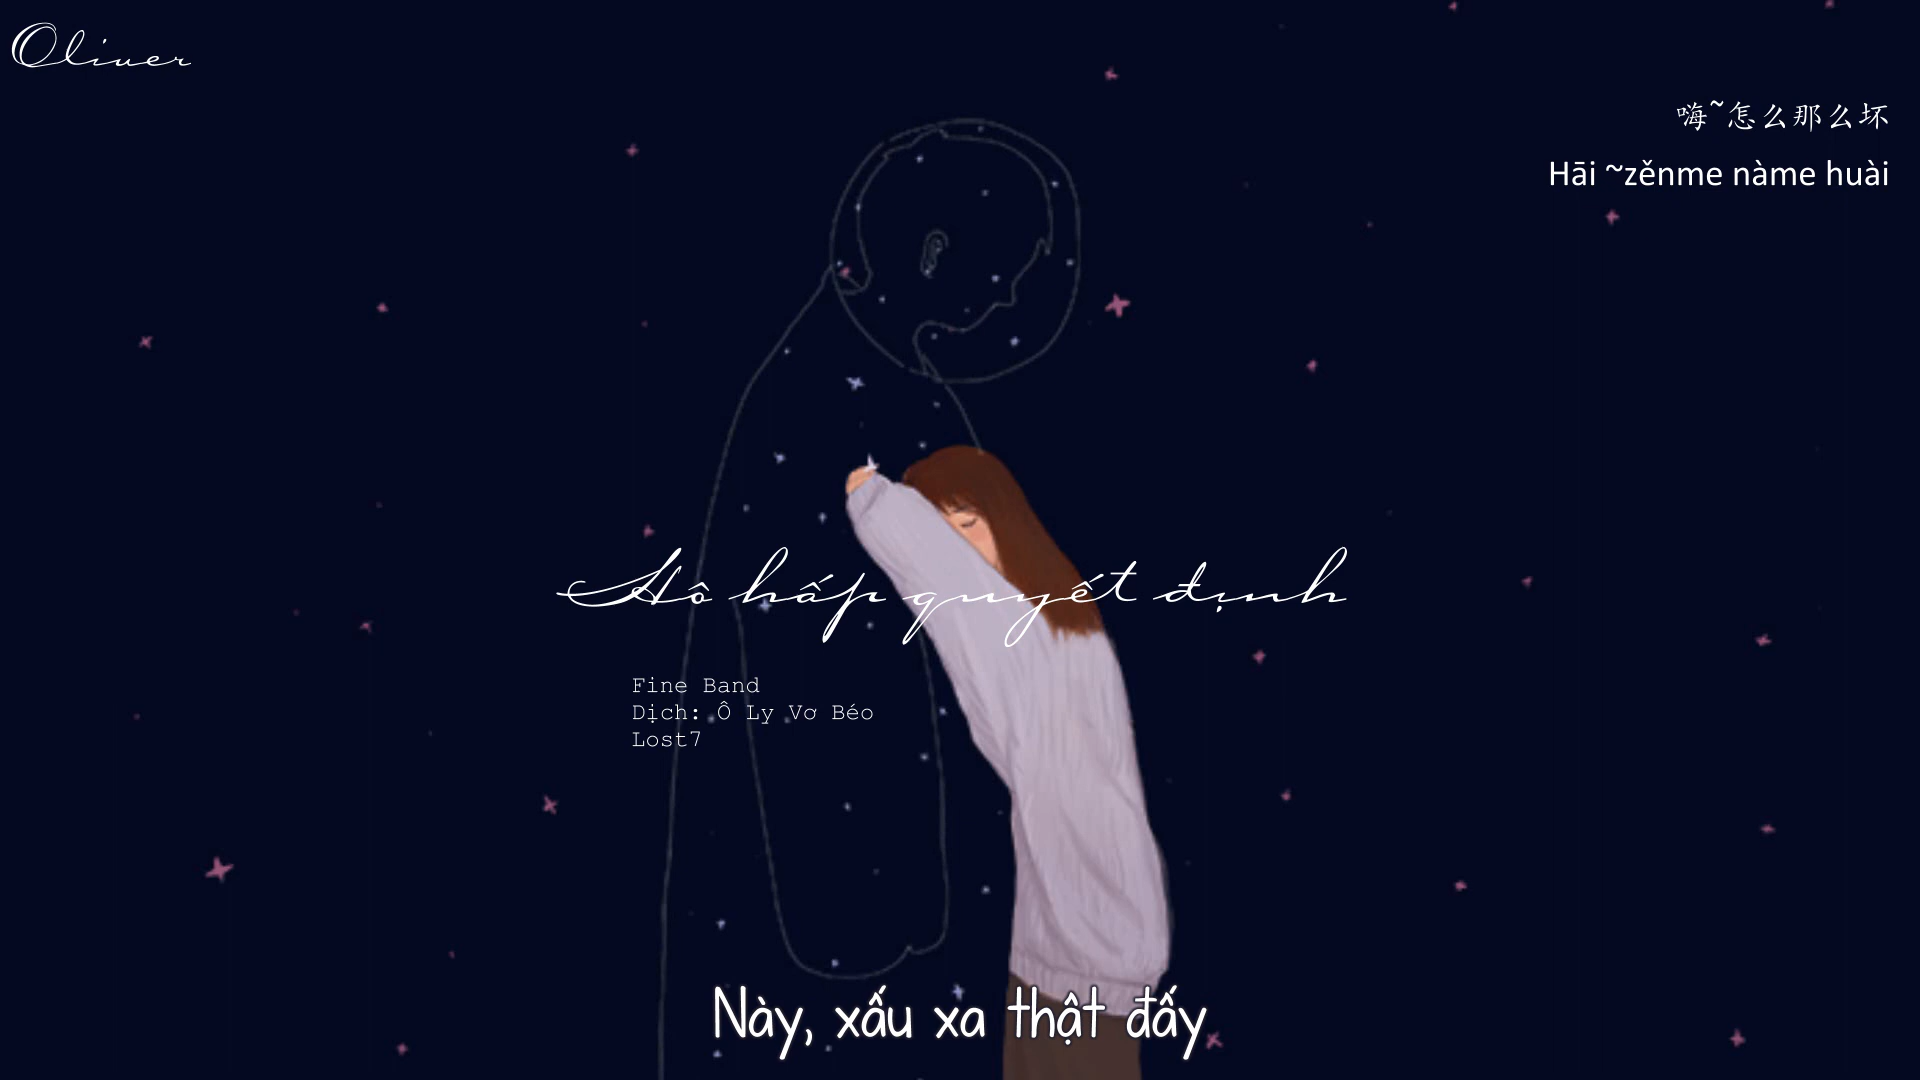 Oliver
嗨~怎么那么坏
Hāi ~zěnme nàme huài
Hô hấp quyết định
Fine Band
Dịch: Ô Ly Vơ Béo
Lost7
Này, xấu xa thật đấy